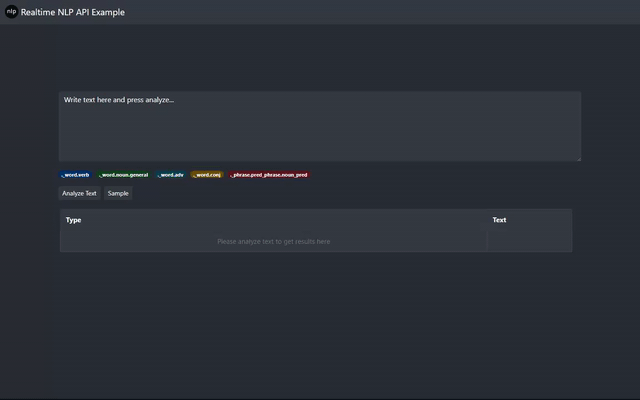 nlp Realtime NLP API Example
Write text here and press analyze...
._word.verb ._word.noun.general ._word.adv ._word.conj ._phrase.pred_phrase.noun_pred
Analyze Text Sample
Type Text
Please analyze text to get results here